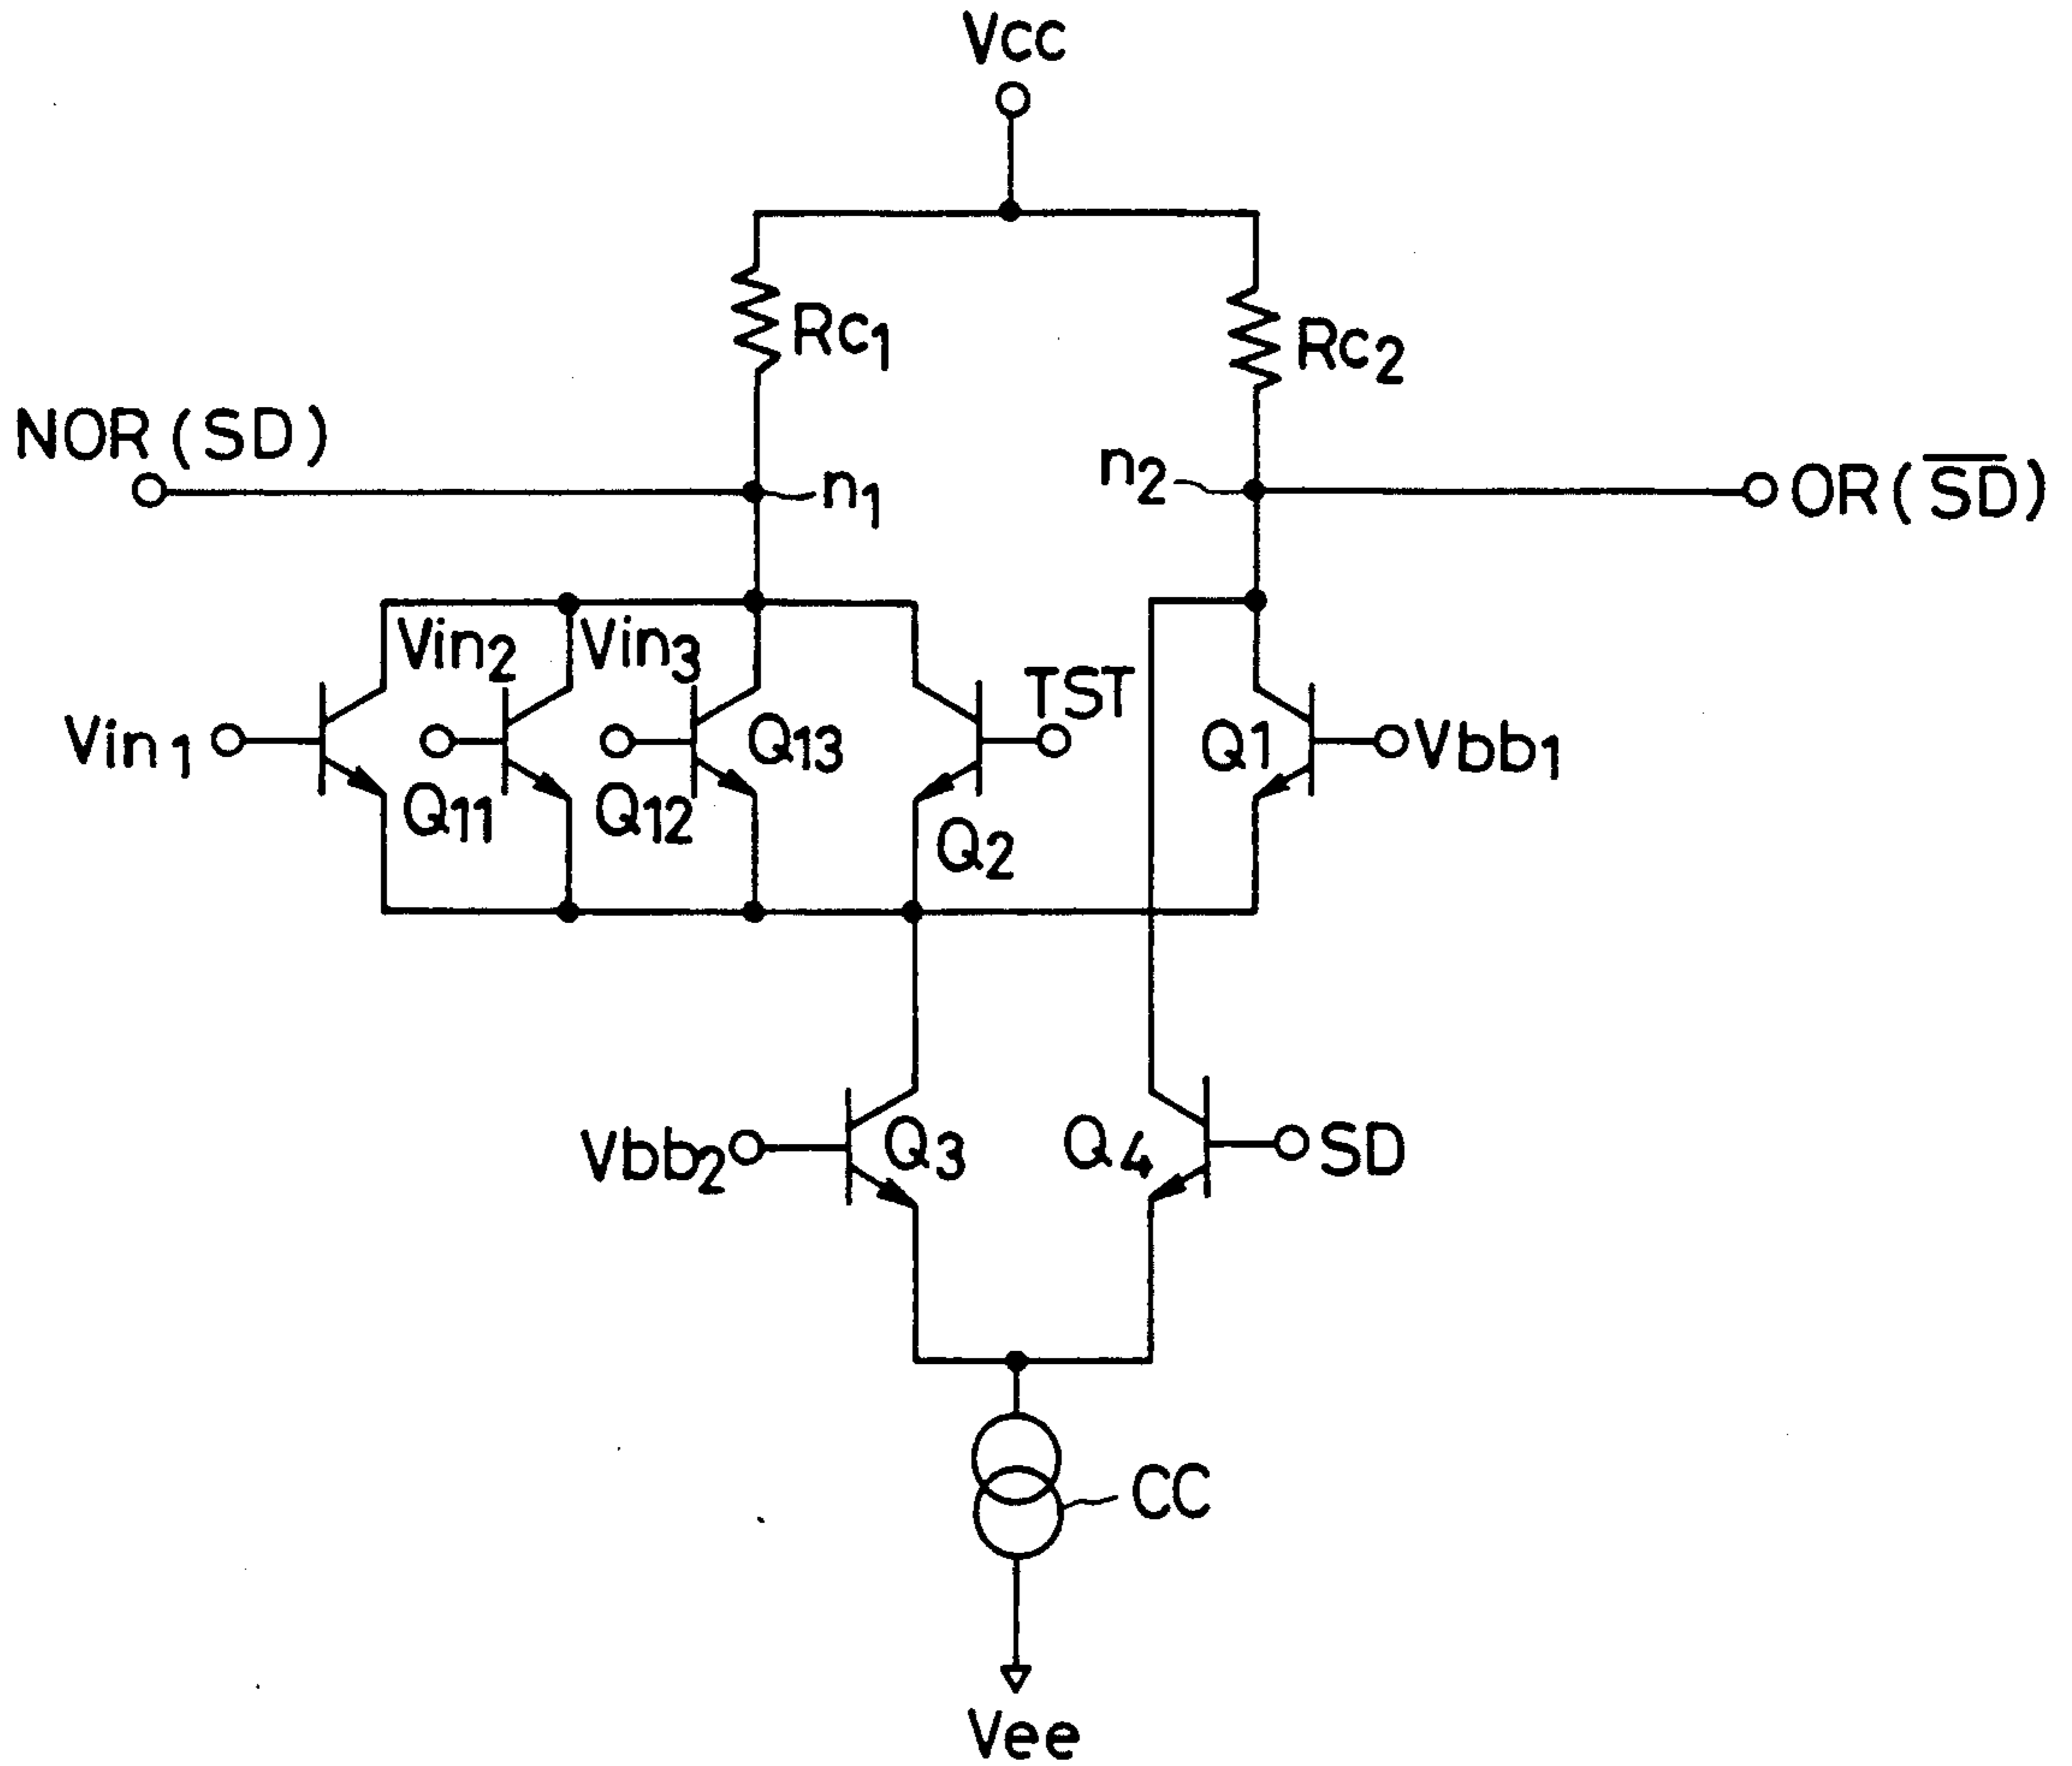 Vcc
Rc1
Rc2
NOR(SD)
n1
n2
OR(S̅D̅)
Vin2
Vin3
TST
Vin1
Q13
Q1
Vbb1
Q11
Q12
Q2
Vbb2
Q3
Q4
SD
CC
Vee